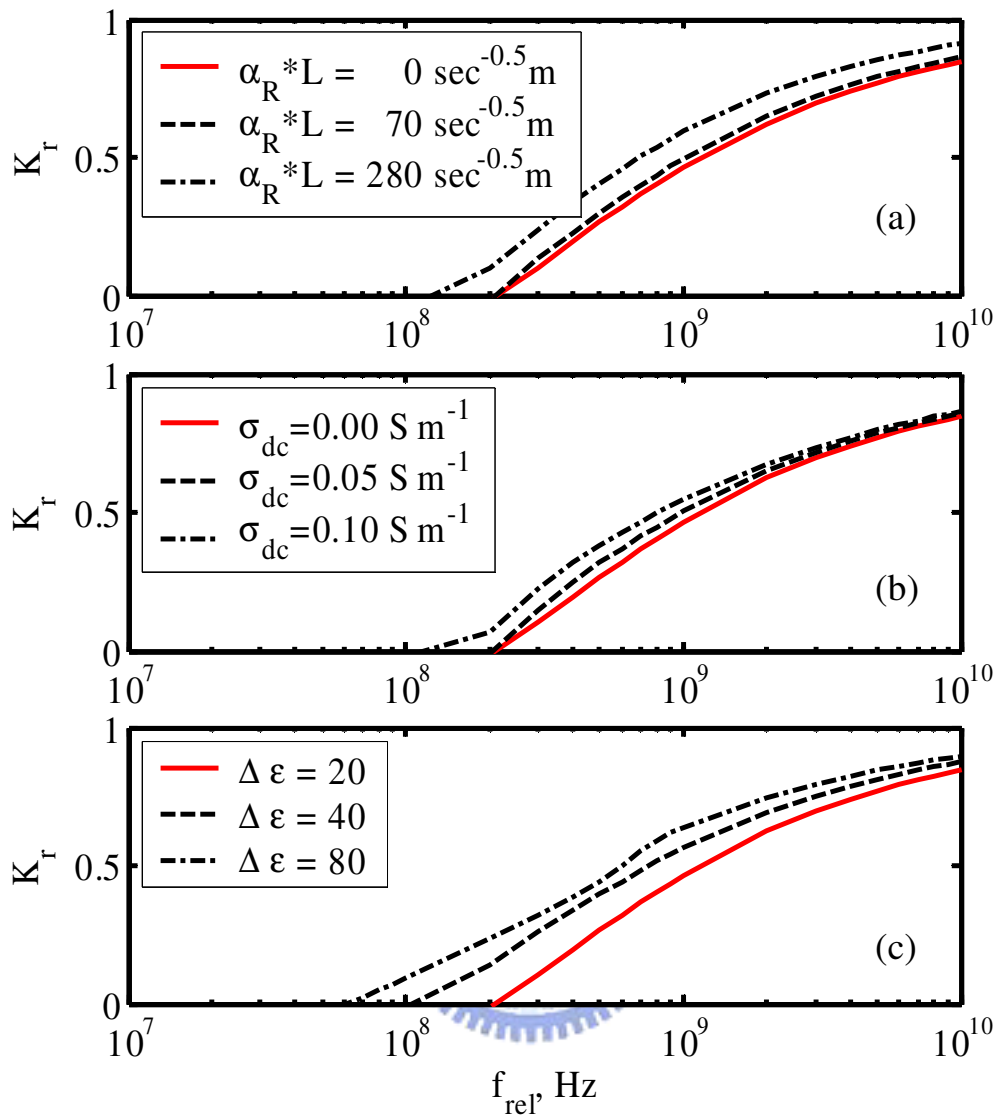 1
0.5
0
K_r
α_R*L = 0 sec^-0.5 m
α_R*L = 70 sec^-0.5 m
α_R*L = 280 sec^-0.5 m
(a)
10^7 10^8 10^9 10^10
1
0.5
0
K_r
σ_dc=0.00 S m^-1
σ_dc=0.05 S m^-1
σ_dc=0.10 S m^-1
(b)
10^7 10^8 10^9 10^10
1
0.5
0
K_r
Δ ε = 20
Δ ε = 40
Δ ε = 80
(c)
10^7 10^8 10^9 10^10
f_rel, Hz